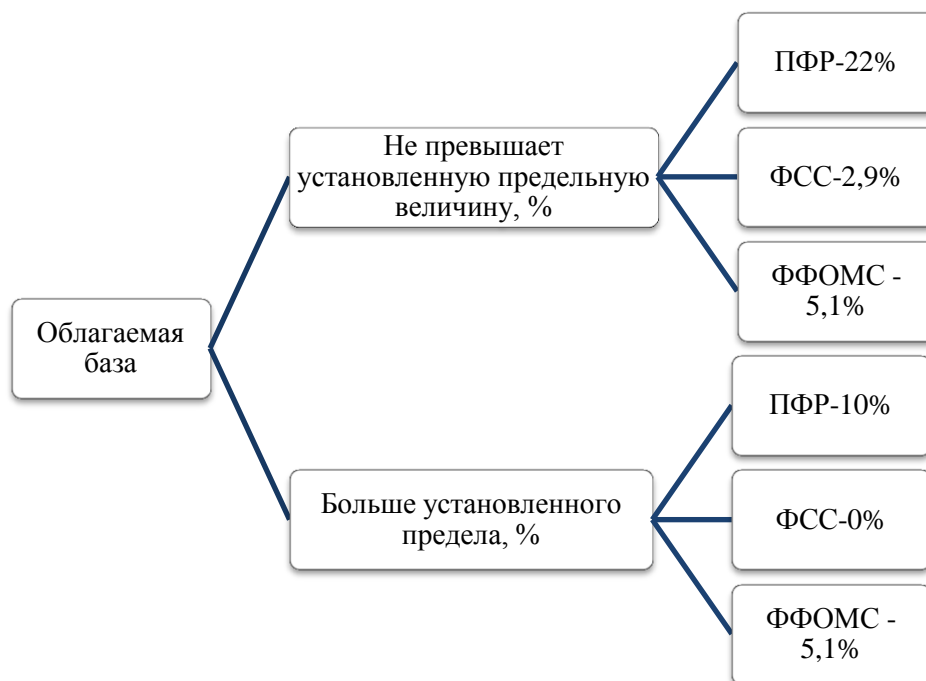 Облагаемая
база
Не превышает
установленную предельную
величину, %
ПФР-22%
ФСС-2,9%
ФФОМС -
5,1%
Больше установленного
предела, %
ПФР-10%
ФСС-0%
ФФОМС -
5,1%